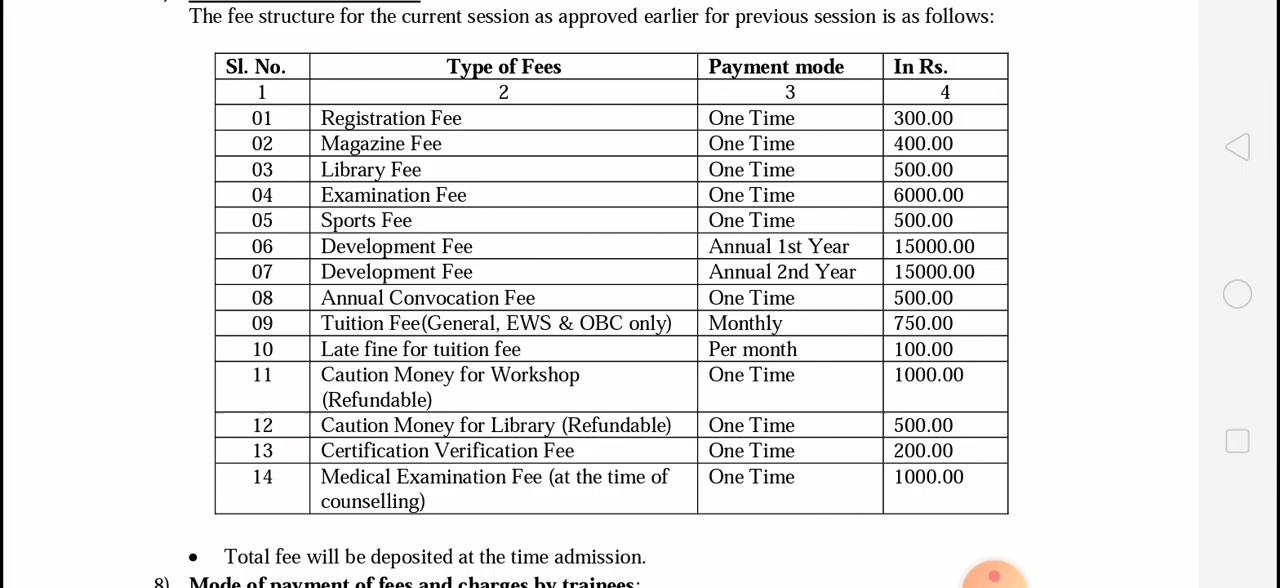 The fee structure for the current session as approved earlier for previous session is as follows:
Sl. No. Type of Fees Payment mode In Rs.
1 2 3 4
01 Registration Fee One Time 300.00
02 Magazine Fee One Time 400.00
03 Library Fee One Time 500.00
04 Examination Fee One Time 6000.00
05 Sports Fee One Time 500.00
06 Development Fee Annual 1st Year 15000.00
07 Development Fee Annual 2nd Year 15000.00
08 Annual Convocation Fee One Time 500.00
09 Tuition Fee(General, EWS & OBC only) Monthly 750.00
10 Late fine for tuition fee Per month 100.00
11 Caution Money for Workshop One Time 1000.00
(Refundable)
12 Caution Money for Library (Refundable) One Time 500.00
13 Certification Verification Fee One Time 200.00
14 Medical Examination Fee (at the time of One Time 1000.00
counselling)
• Total fee will be deposited at the time admission.
8) Mode of payment of fees and charges by trainees: